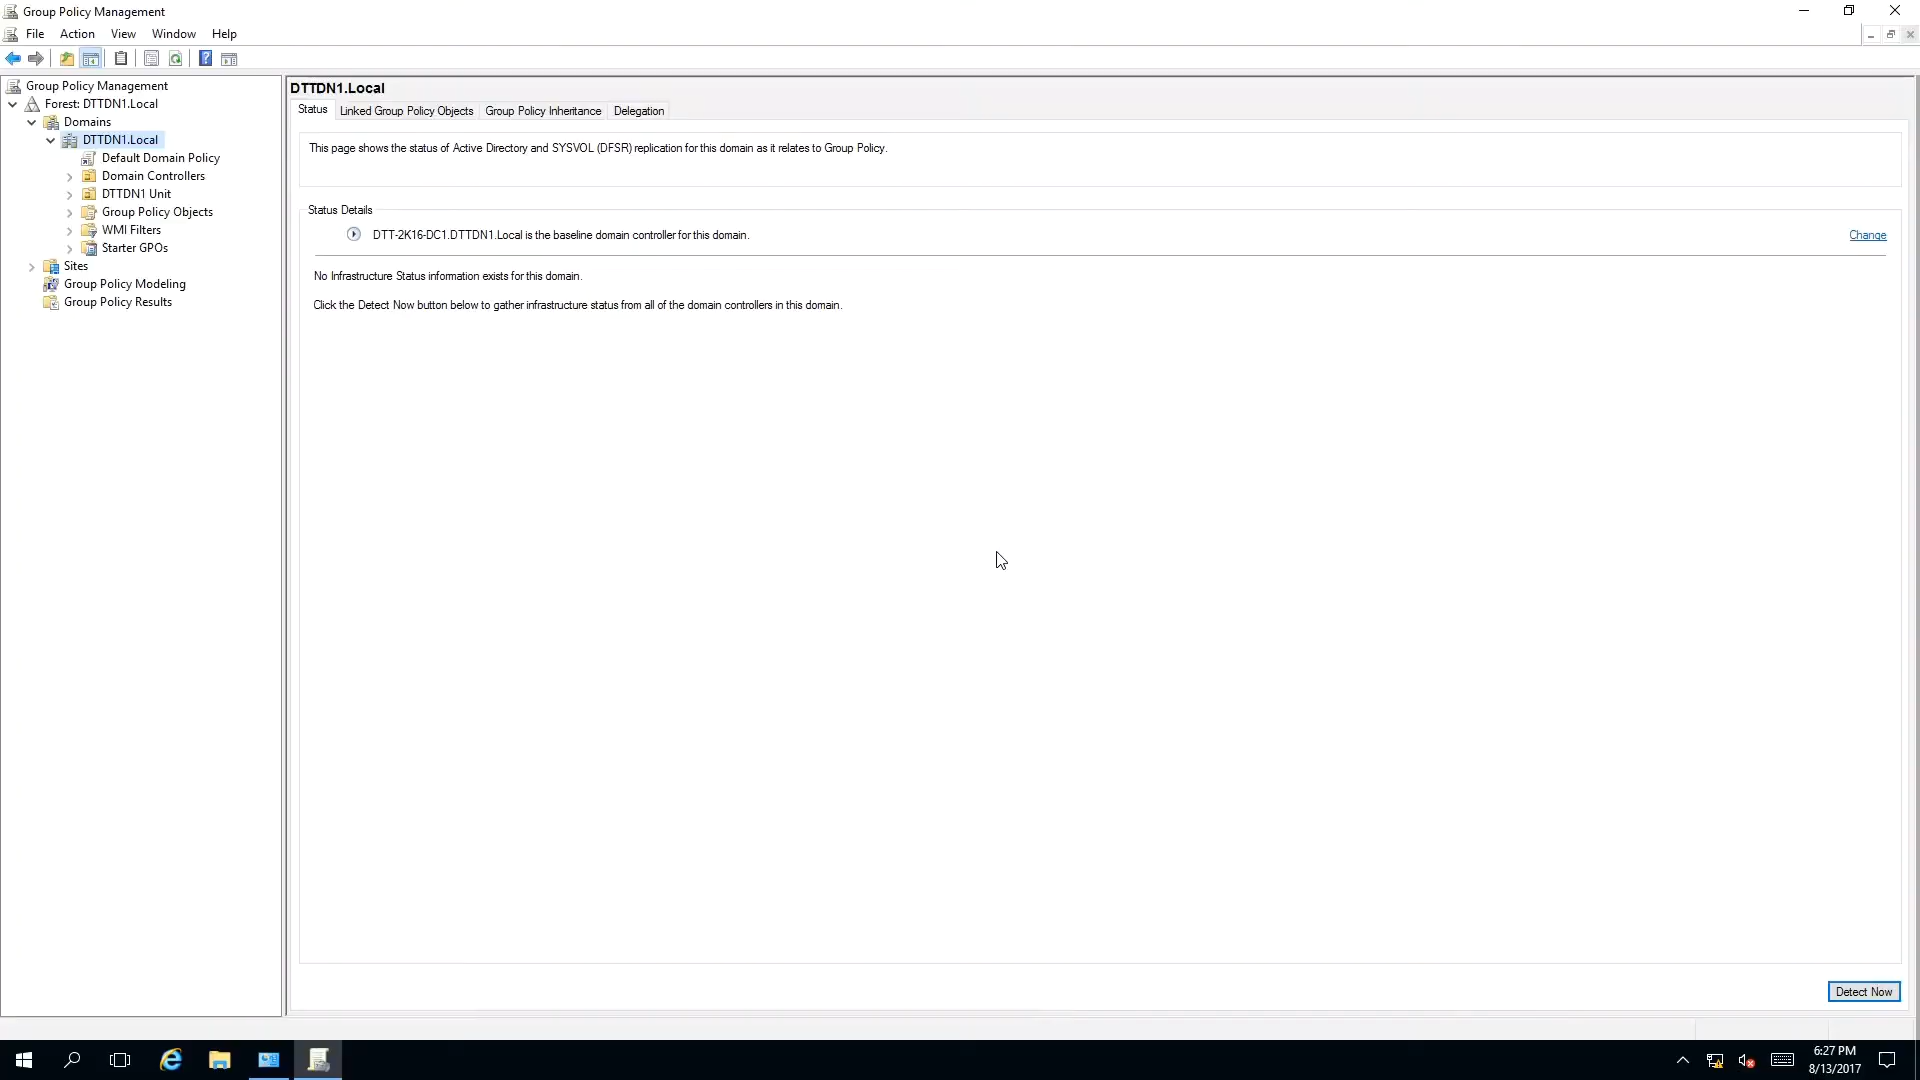 Group Policy Management
File Action View Window Help
Group Policy Management
Forest: DTTDN1.Local
Domains
DTTDN1.Local
Default Domain Policy
Domain Controllers
DTTDN1 Unit
Group Policy Objects
WMI Filters
Starter GPOs
Sites
Group Policy Modeling
Group Policy Results
DTTDN1.Local
Status Linked Group Policy Objects Group Policy Inheritance Delegation
This page shows the status of Active Directory and SYSVOL (DFSR) replication for this domain as it relates to Group Policy.
Status Details
DTT-2K16-DC1.DTTDN1.Local is the baseline domain controller for this domain. Change
No Infrastructure Status information exists for this domain.
Click the Detect Now button below to gather infrastructure status from all of the domain controllers in this domain.
Detect Now
6:27 PM
8/13/2017